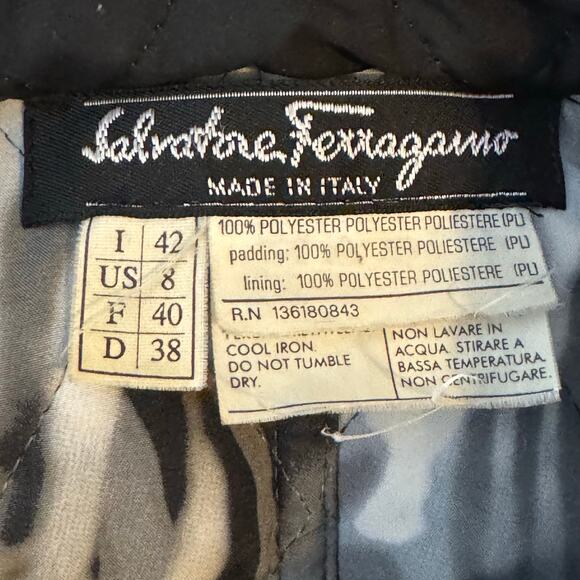 Salvatore Ferragamo
MADE IN ITALY
I 42
US 8
F 40
D 38
100% POLYESTER POLYESTER POLIESTERE (PL)
padding: 100% POLYESTER POLIESTERE (PL)
lining: 100% POLYESTER POLIESTERE (PL)
R.N 136180843
COOL IRON.
DO NOT TUMBLE
DRY.
NON LAVARE IN
ACQUA. STIRARE A
BASSA TEMPERATURA.
NON CENTRIFUGARE.